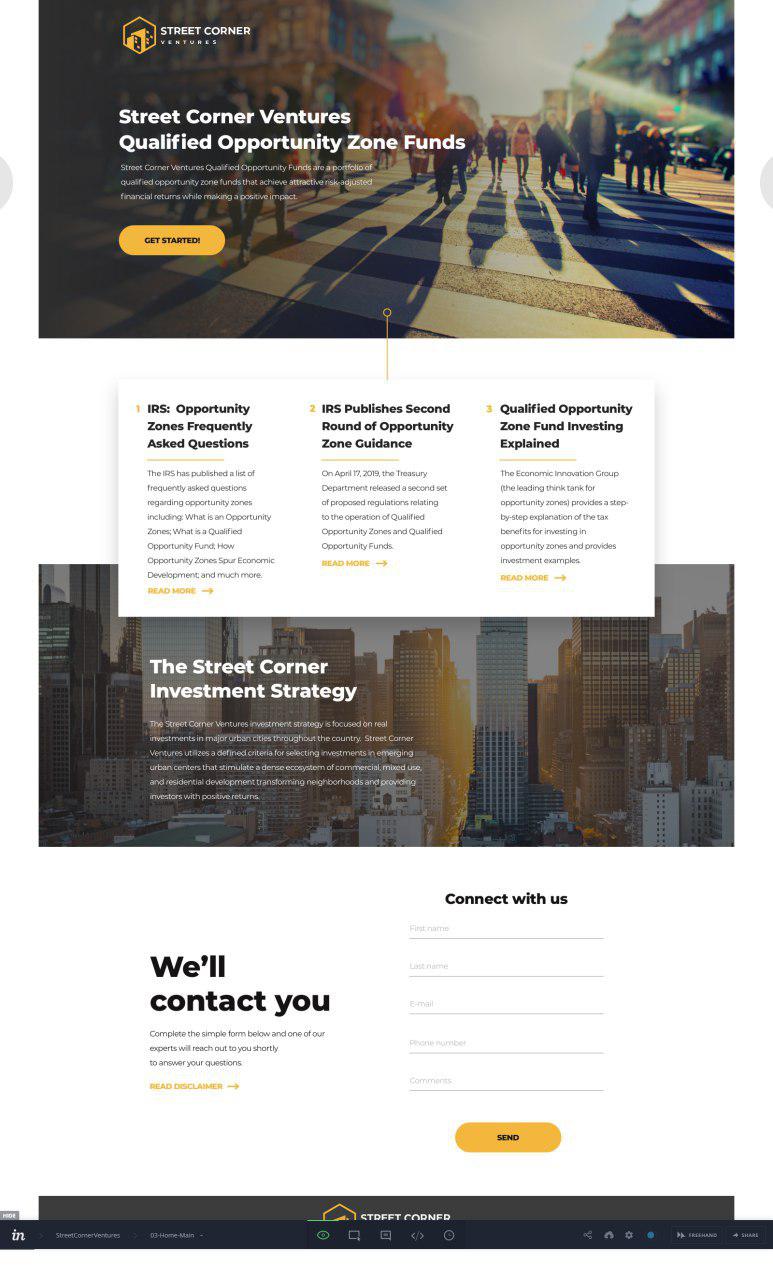 STREET CORNER
VENTURES
Street Corner Ventures
Qualified Opportunity Zone Funds
Street Corner Ventures Qualified Opportunity Funds are a portfolio of
qualified opportunity zone funds that achieve attractive risk-adjusted
financial returns while making a positive impact.
GET STARTED!
1 IRS: Opportunity
Zones Frequently
Asked Questions
The IRS has published a list of
frequently asked questions
regarding opportunity zones
including: What is an Opportunity
Zones; What is a Qualified
Opportunity Fund; How
Opportunity Zones Spur Economic
Development; and much more.
READ MORE
2 IRS Publishes Second
Round of Opportunity
Zone Guidance
On April 17, 2019, the Treasury
Department released a second set
of proposed regulations relating
to the operation of Qualified
Opportunity Zones and Qualified
Opportunity Funds.
READ MORE
3 Qualified Opportunity
Zone Fund Investing
Explained
The Economic Innovation Group
(the leading think tank for
opportunity zones) provides a step-
by-step explanation of the tax
benefits for investing in
opportunity zones and provides
investment examples.
READ MORE
The Street Corner
Investment Strategy
The Street Corner Ventures investment strategy is focused on real
investments in major urban cities throughout the country. Street Corner
Ventures utilizes a defined criteria for selecting investments in emerging
urban centers that stimulate a dense ecosystem of commercial, mixed use,
and residential development transforming neighborhoods and providing
investors with positive returns.
We'll
contact you
Complete the simple form below and one of our
experts will reach out to you shortly
to answer your questions.
READ DISCLAIMER
Connect with us
First name
Last name
E-mail
Phone number
Comments
SEND
STREET CORNER
HIDE
in StreetCornerVentures 03-Home-Main FREEHAND SHARE